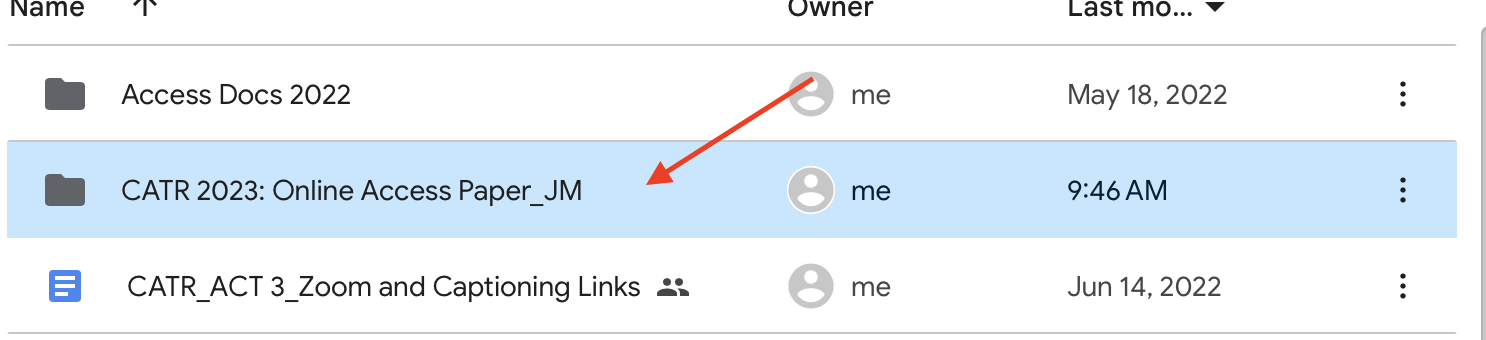 Name Owner Last mo...
Access Docs 2022 me May 18, 2022
CATR 2023: Online Access Paper_JM me 9:46 AM
CATR_ACT 3_Zoom and Captioning Links me Jun 14, 2022